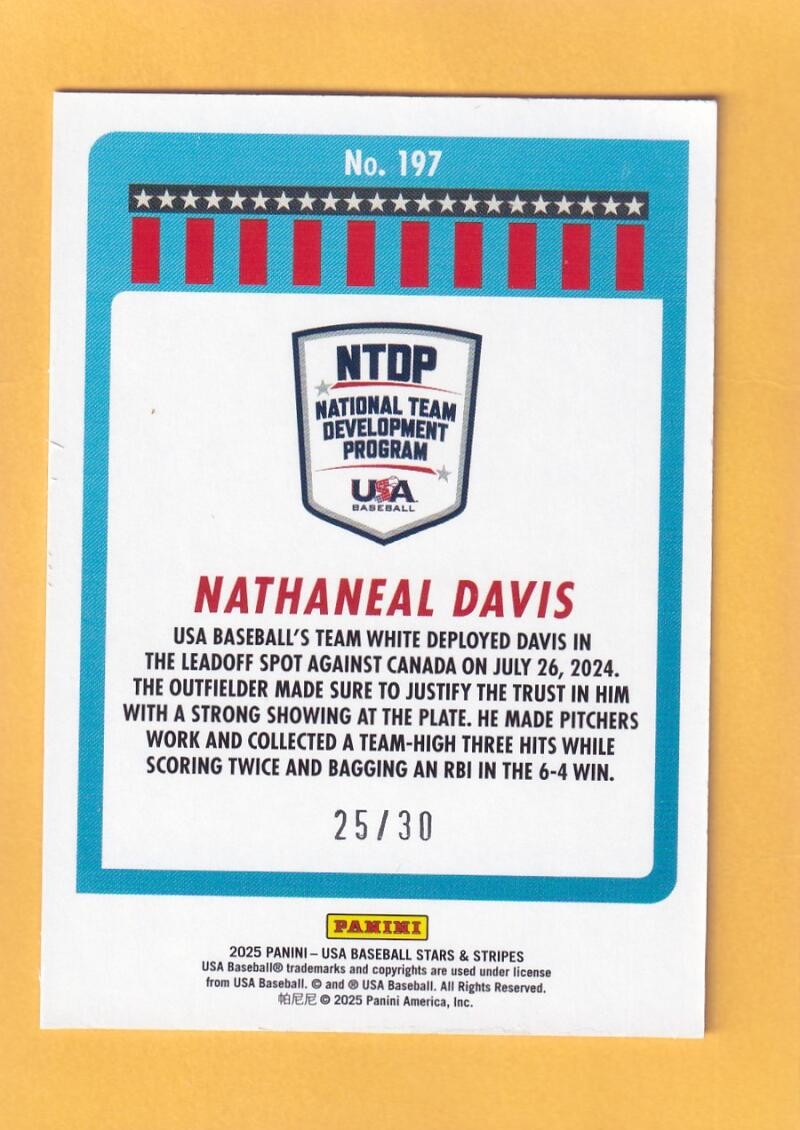 No. 197
NTDP
NATIONAL TEAM
DEVELOPMENT
PROGRAM
USA
BASEBALL
NATHANEAL DAVIS
USA BASEBALL'S TEAM WHITE DEPLOYED DAVIS IN
THE LEADOFF SPOT AGAINST CANADA ON JULY 26, 2024.
THE OUTFIELDER MADE SURE TO JUSTIFY THE TRUST IN HIM
WITH A STRONG SHOWING AT THE PLATE. HE MADE PITCHERS
WORK AND COLLECTED A TEAM-HIGH THREE HITS WHILE
SCORING TWICE AND BAGGING AN RBI IN THE 6-4 WIN.
25/30
PANINI
2025 PANINI – USA BASEBALL STARS & STRIPES
USA Baseball® trademarks and copyrights are used under license
from USA Baseball. © and ® USA Baseball. All Rights Reserved.
帕尼尼 © 2025 Panini America, Inc.